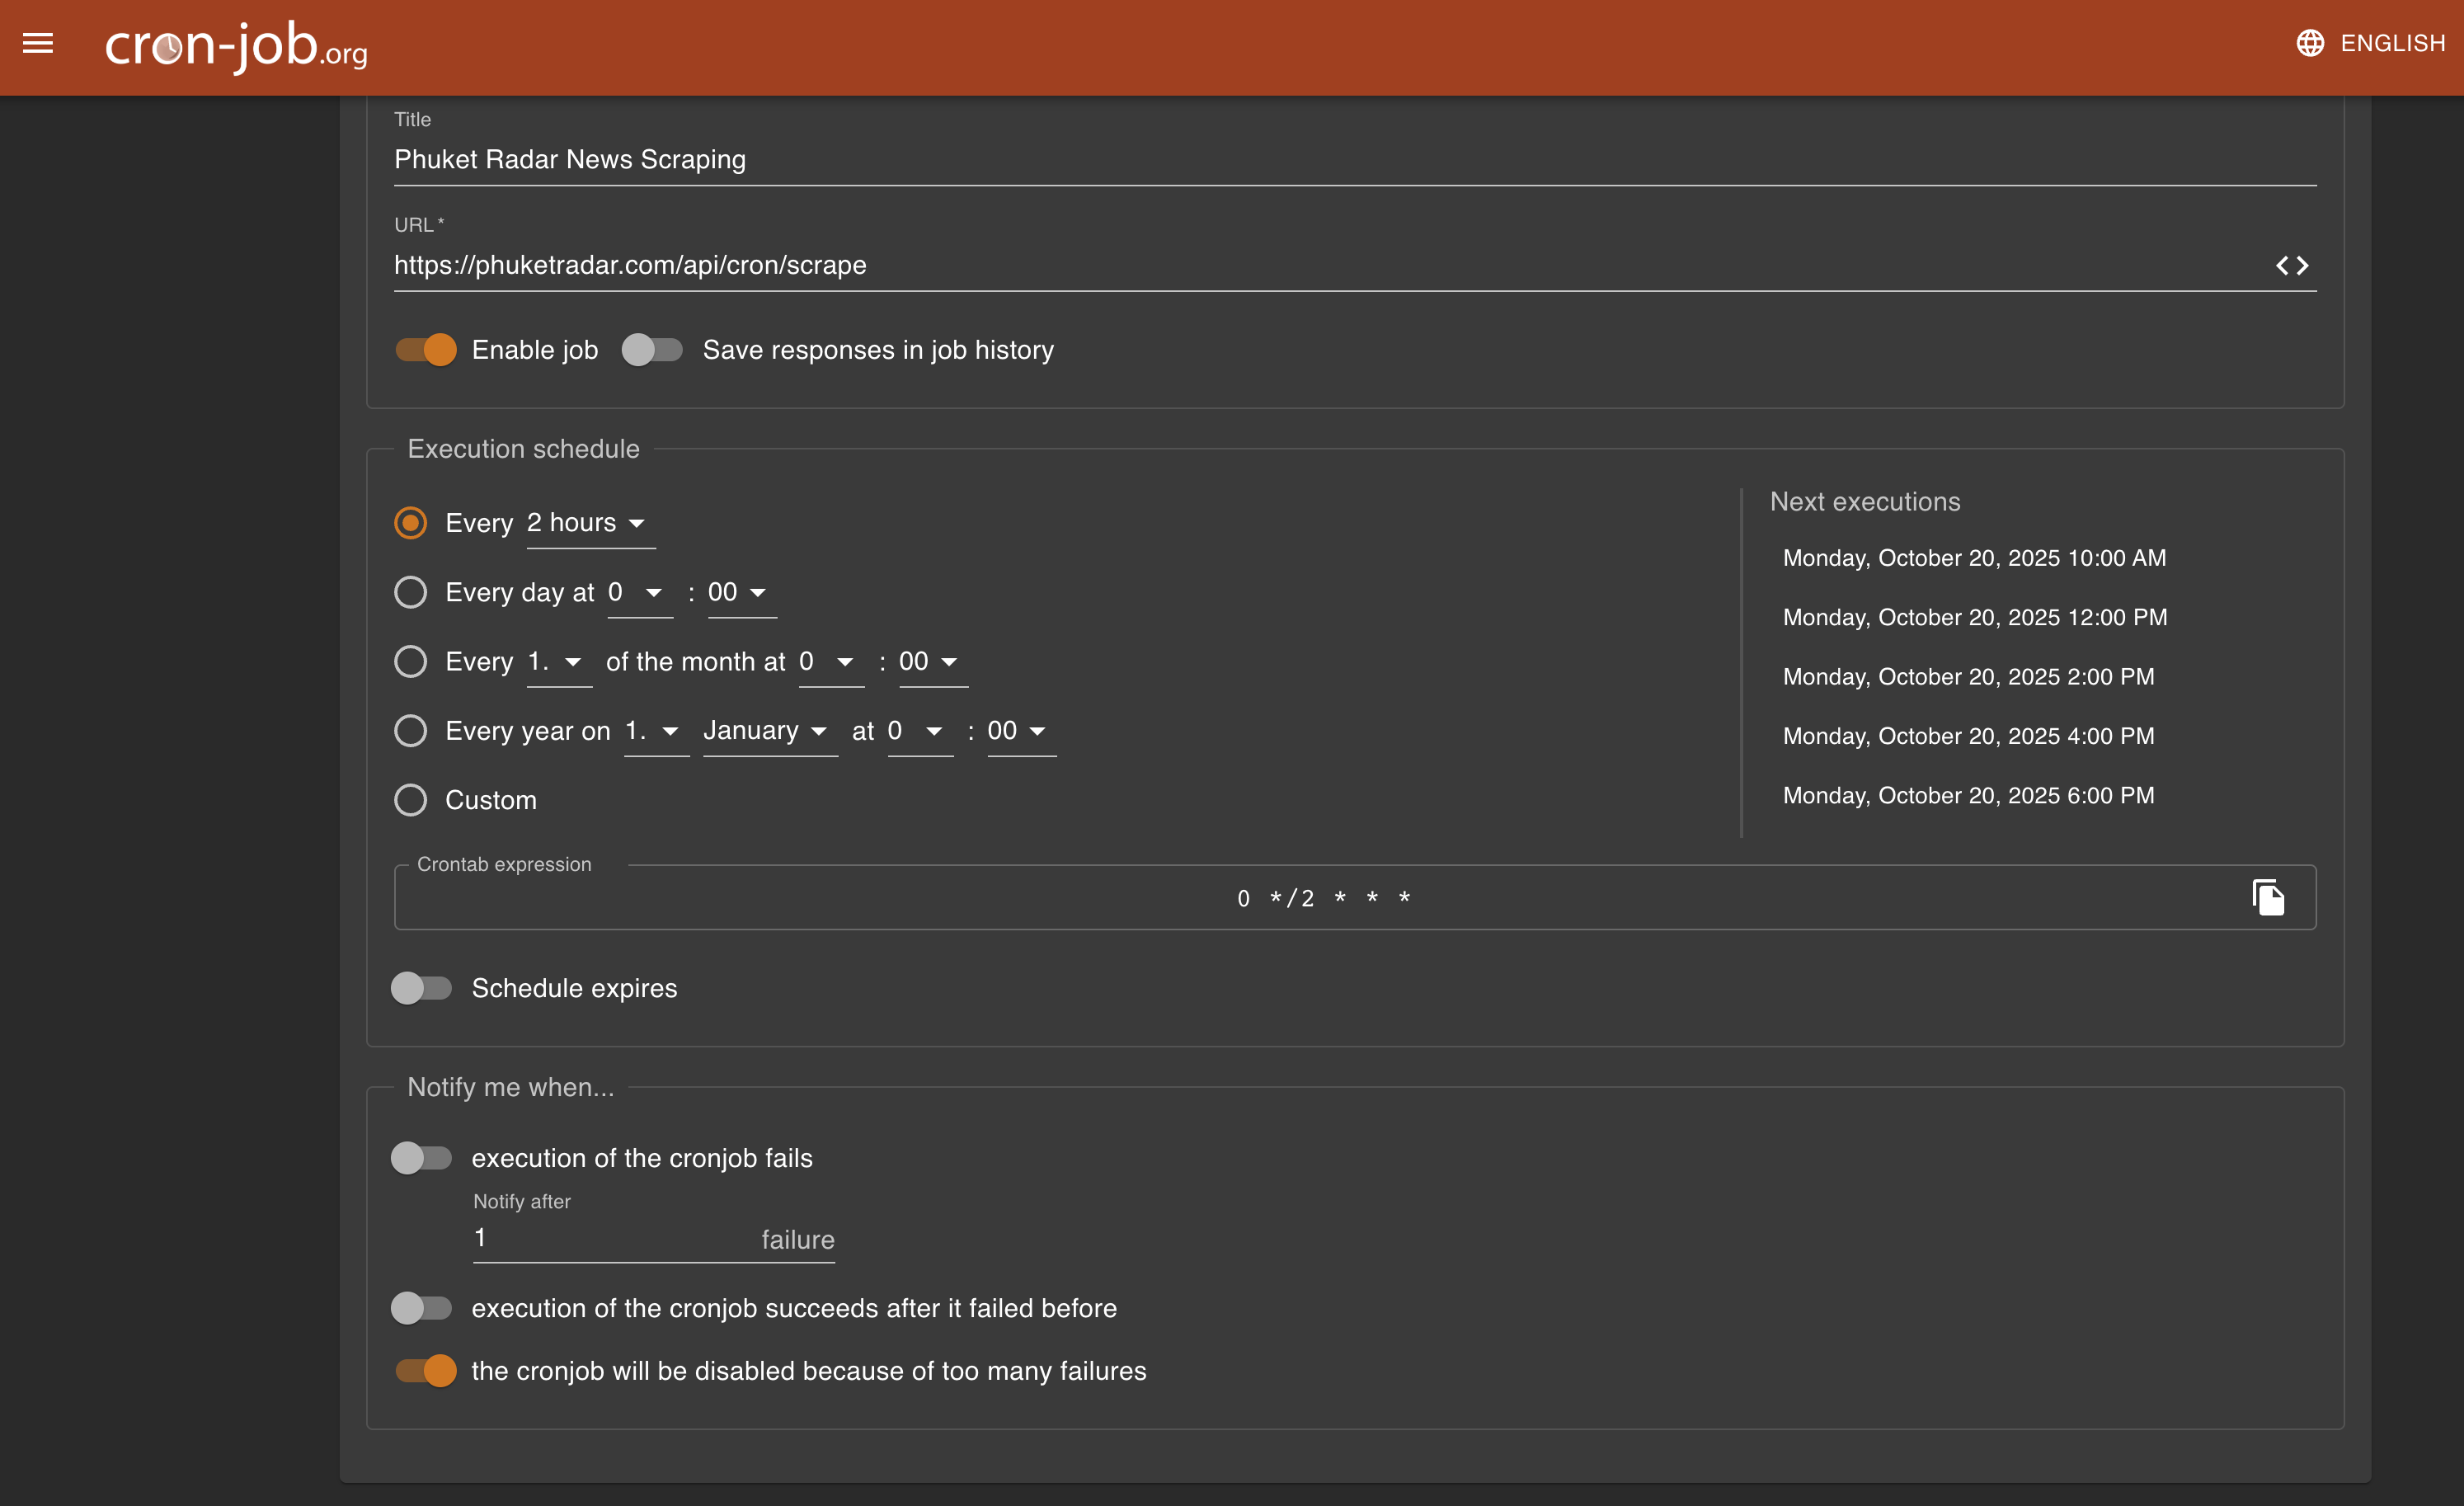 cron-job.org
ENGLISH
Title
Phuket Radar News Scraping
URL *
https://phuketradar.com/api/cron/scrape
Enable job Save responses in job history
Execution schedule
Every 2 hours
Every day at 0 : 00
Every 1. of the month at 0 : 00
Every year on 1. January at 0 : 00
Custom
Next executions
Monday, October 20, 2025 10:00 AM
Monday, October 20, 2025 12:00 PM
Monday, October 20, 2025 2:00 PM
Monday, October 20, 2025 4:00 PM
Monday, October 20, 2025 6:00 PM
Crontab expression
0 */2 * * *
Schedule expires
Notify me when...
execution of the cronjob fails
Notify after
1 failure
execution of the cronjob succeeds after it failed before
the cronjob will be disabled because of too many failures